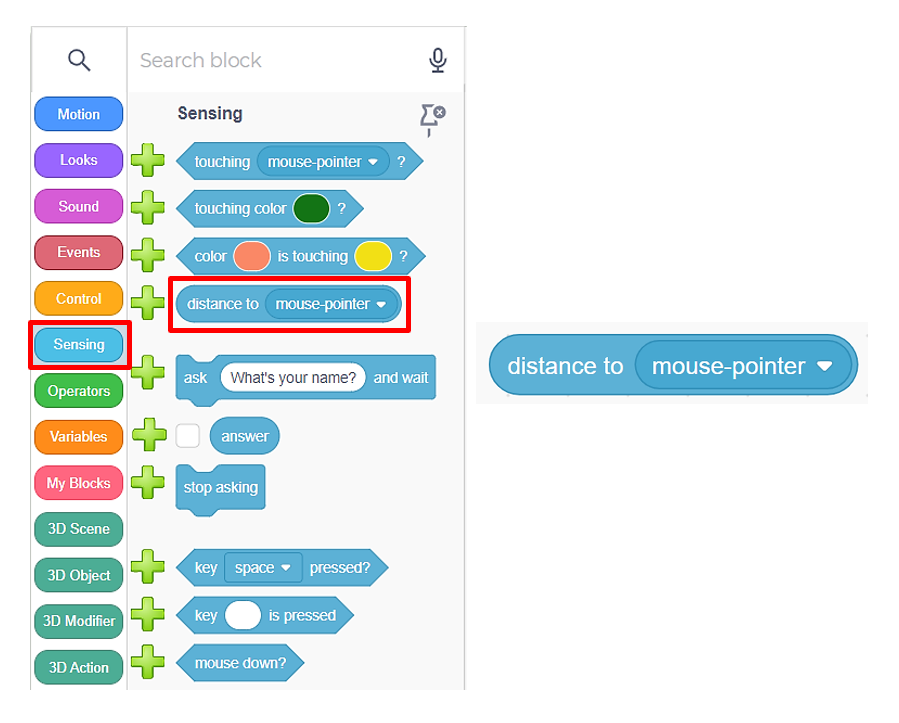 Search block
Motion
Looks
Sound
Events
Control
Sensing
Operators
Variables
My Blocks
3D Scene
3D Object
3D Modifier
3D Action
Sensing
touching mouse-pointer ?
touching color ?
color is touching ?
distance to mouse-pointer
ask What's your name? and wait
answer
stop asking
key space pressed?
key is pressed
mouse down?
distance to mouse-pointer